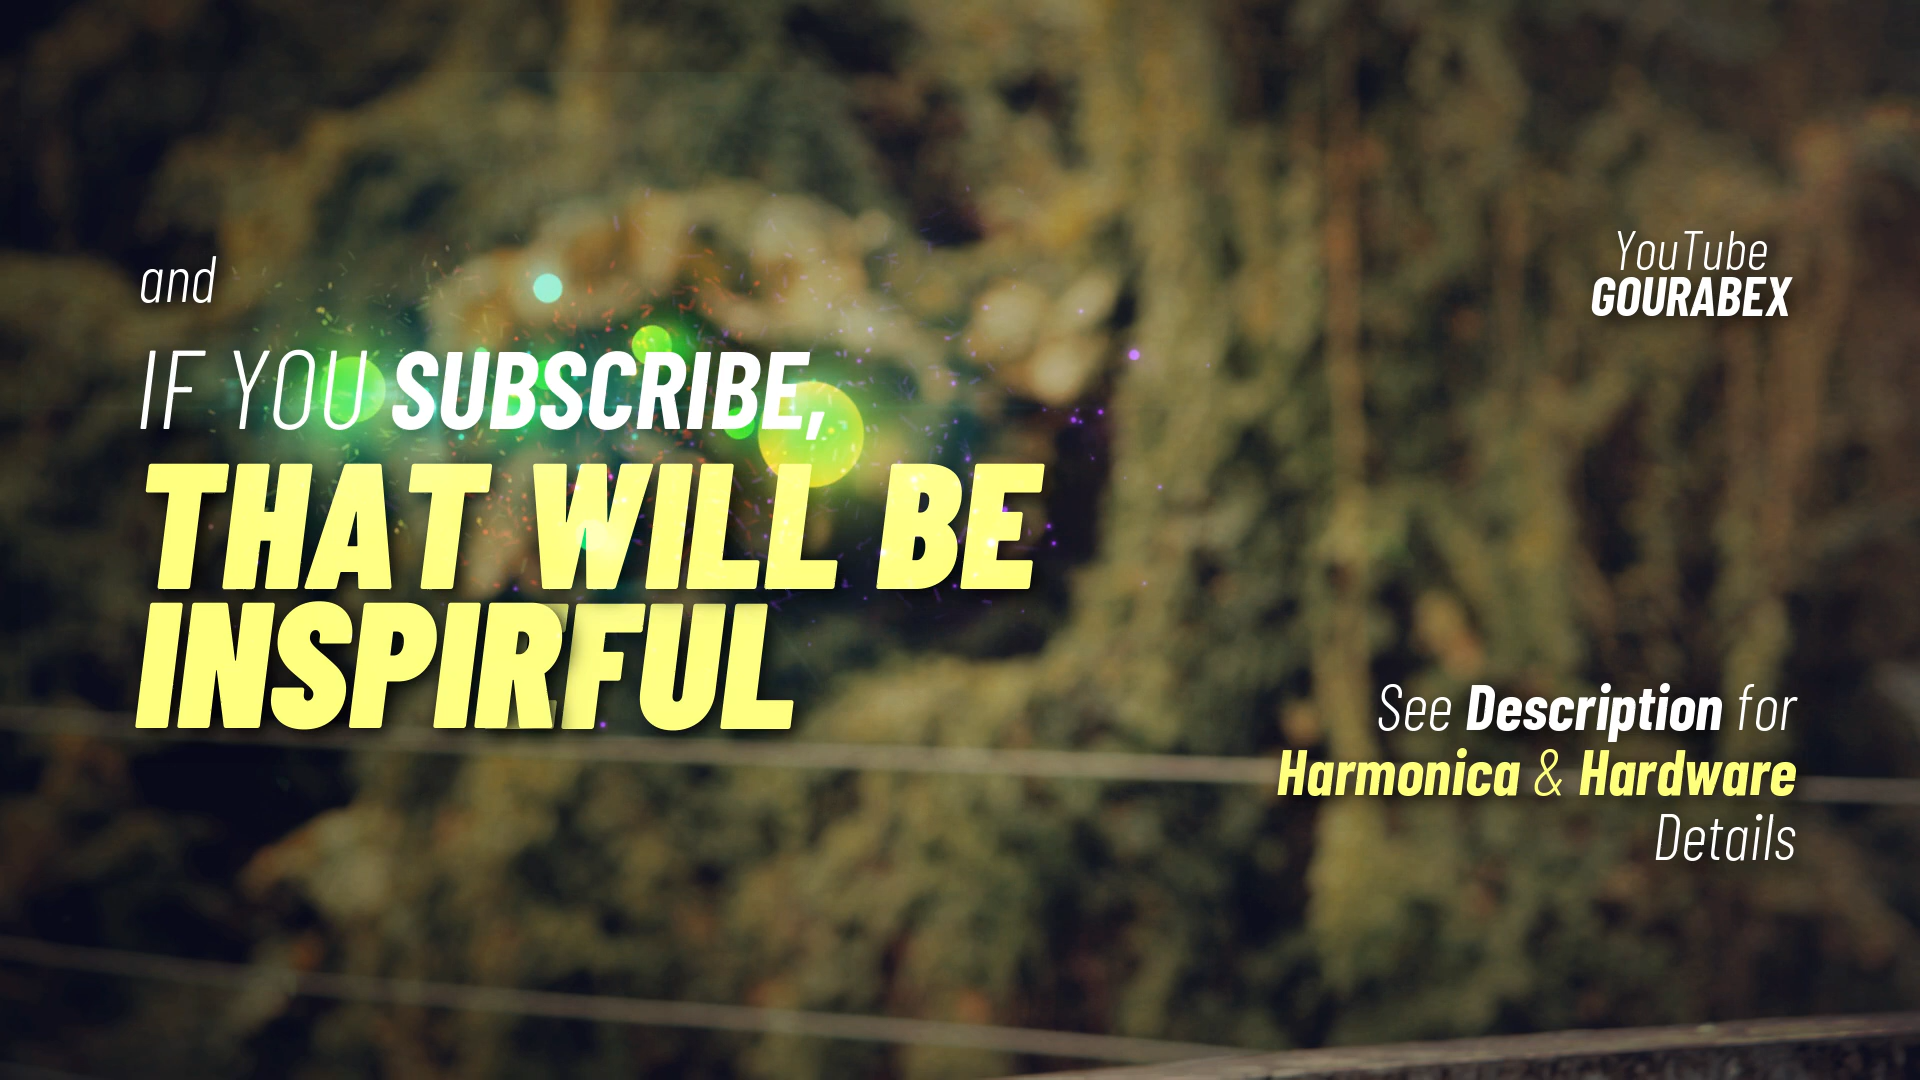 and
IF YOU SUBSCRIBE,
THAT WILL BE
INSPIRFUL
YouTube
GOURABEX
See Description for
Harmonica & Hardware
Details